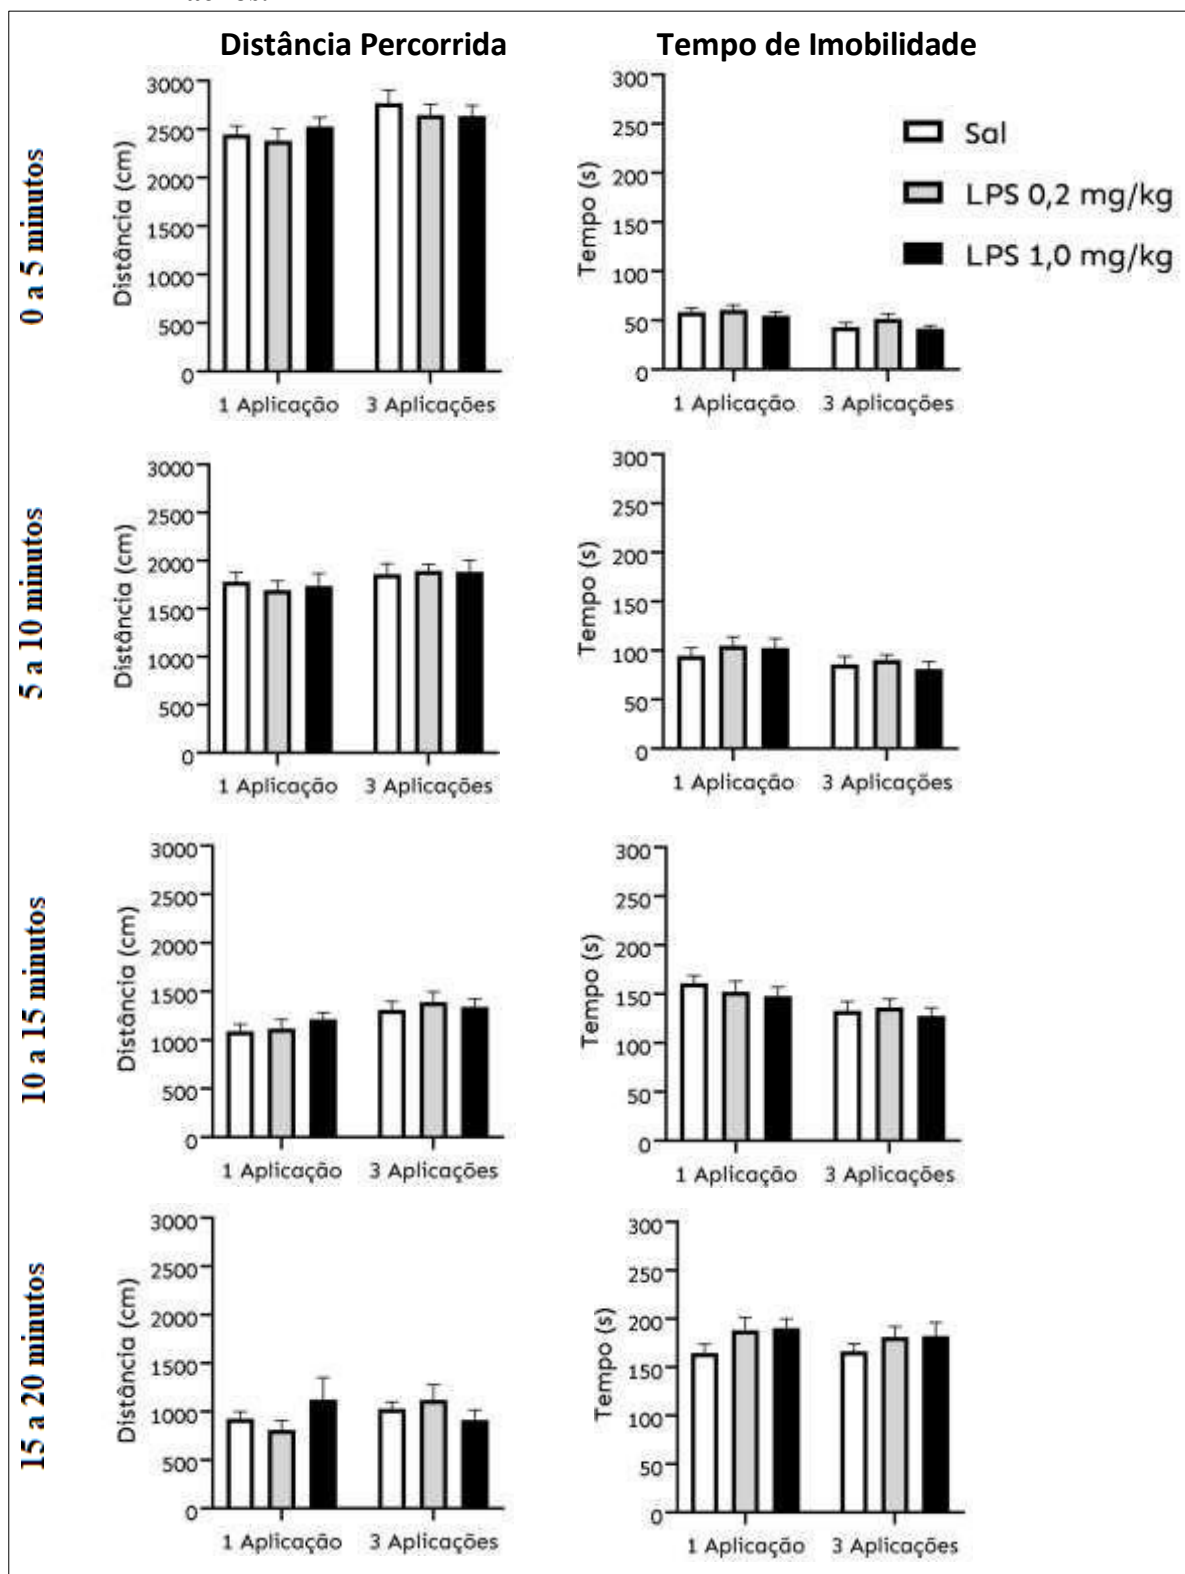 Distância Percorrida
Tempo de Imobilidade
0 a 5 minutos
Distância (cm)
3000
2500
2000
1500
1000
500
0
1 Aplicação
3 Aplicações
Tempo (s)
300
250
200
150
100
50
0
1 Aplicação
3 Aplicações
Sal
LPS 0,2 mg/kg
LPS 1,0 mg/kg
5 a 10 minutos
Distância (cm)
3000
2500
2000
1500
1000
500
0
1 Aplicação
3 Aplicações
Tempo (s)
300
250
200
150
100
50
0
1 Aplicação
3 Aplicações
10 a 15 minutos
Distância (cm)
3000
2500
2000
1500
1000
500
0
1 Aplicação
3 Aplicações
Tempo (s)
300
250
200
150
100
50
0
1 Aplicação
3 Aplicações
15 a 20 minutos
Distância (cm)
3000
2500
2000
1500
1000
500
0
1 Aplicação
3 Aplicações
Tempo (s)
300
250
200
150
100
50
0
1 Aplicação
3 Aplicações